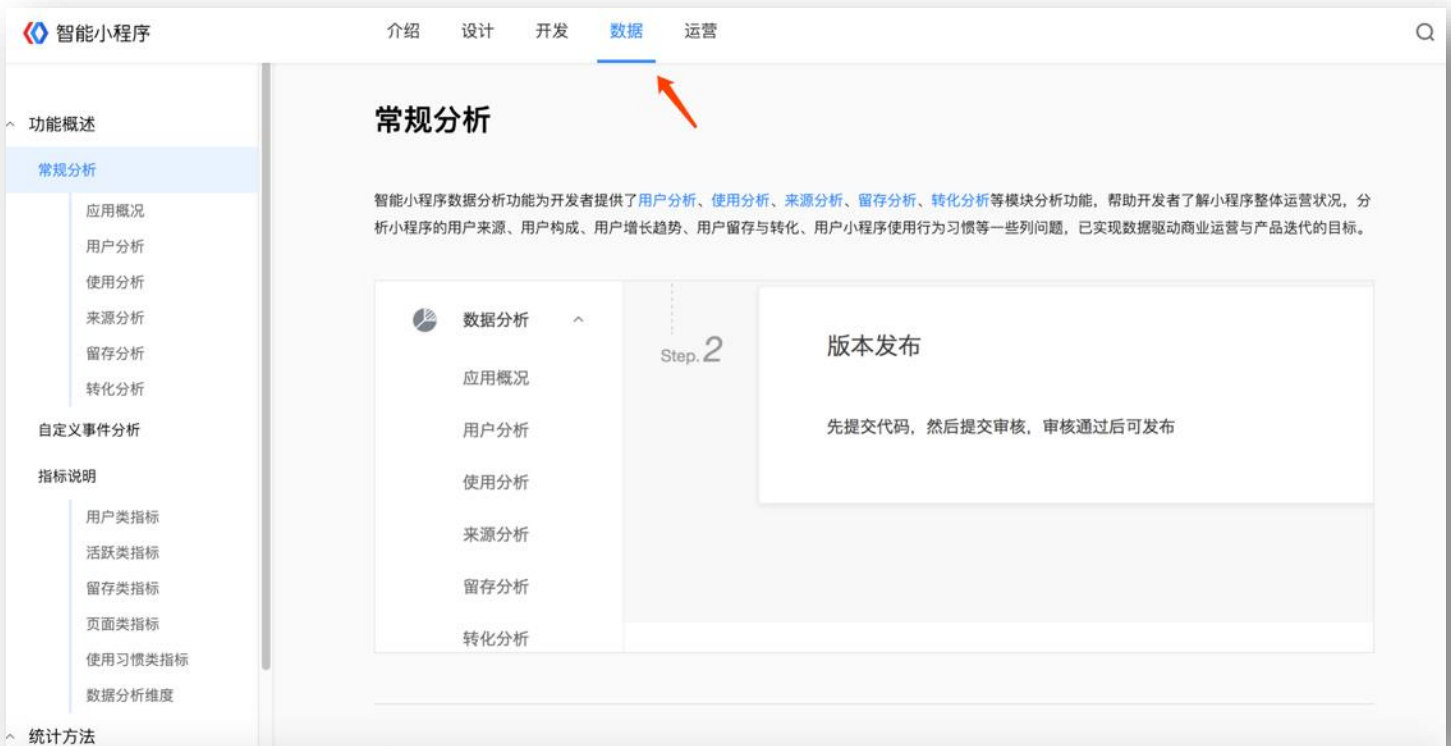 智能小程序
介绍 设计 开发 数据 运营
功能概述
常规分析
应用概况
用户分析
使用分析
来源分析
留存分析
转化分析
自定义事件分析
指标说明
用户类指标
活跃类指标
留存类指标
页面类指标
使用习惯类指标
数据分析维度
统计方法
常规分析
智能小程序数据分析功能为开发者提供了用户分析、使用分析、来源分析、留存分析、转化分析等模块分析功能，帮助开发者了解小程序整体运营状况，分
析小程序的用户来源、用户构成、用户增长趋势、用户留存与转化、用户小程序使用行为习惯等一些列问题，已实现数据驱动商业运营与产品迭代的目标。
数据分析
应用概况
用户分析
使用分析
来源分析
留存分析
转化分析
Step.2
版本发布
先提交代码，然后提交审核，审核通过后可发布